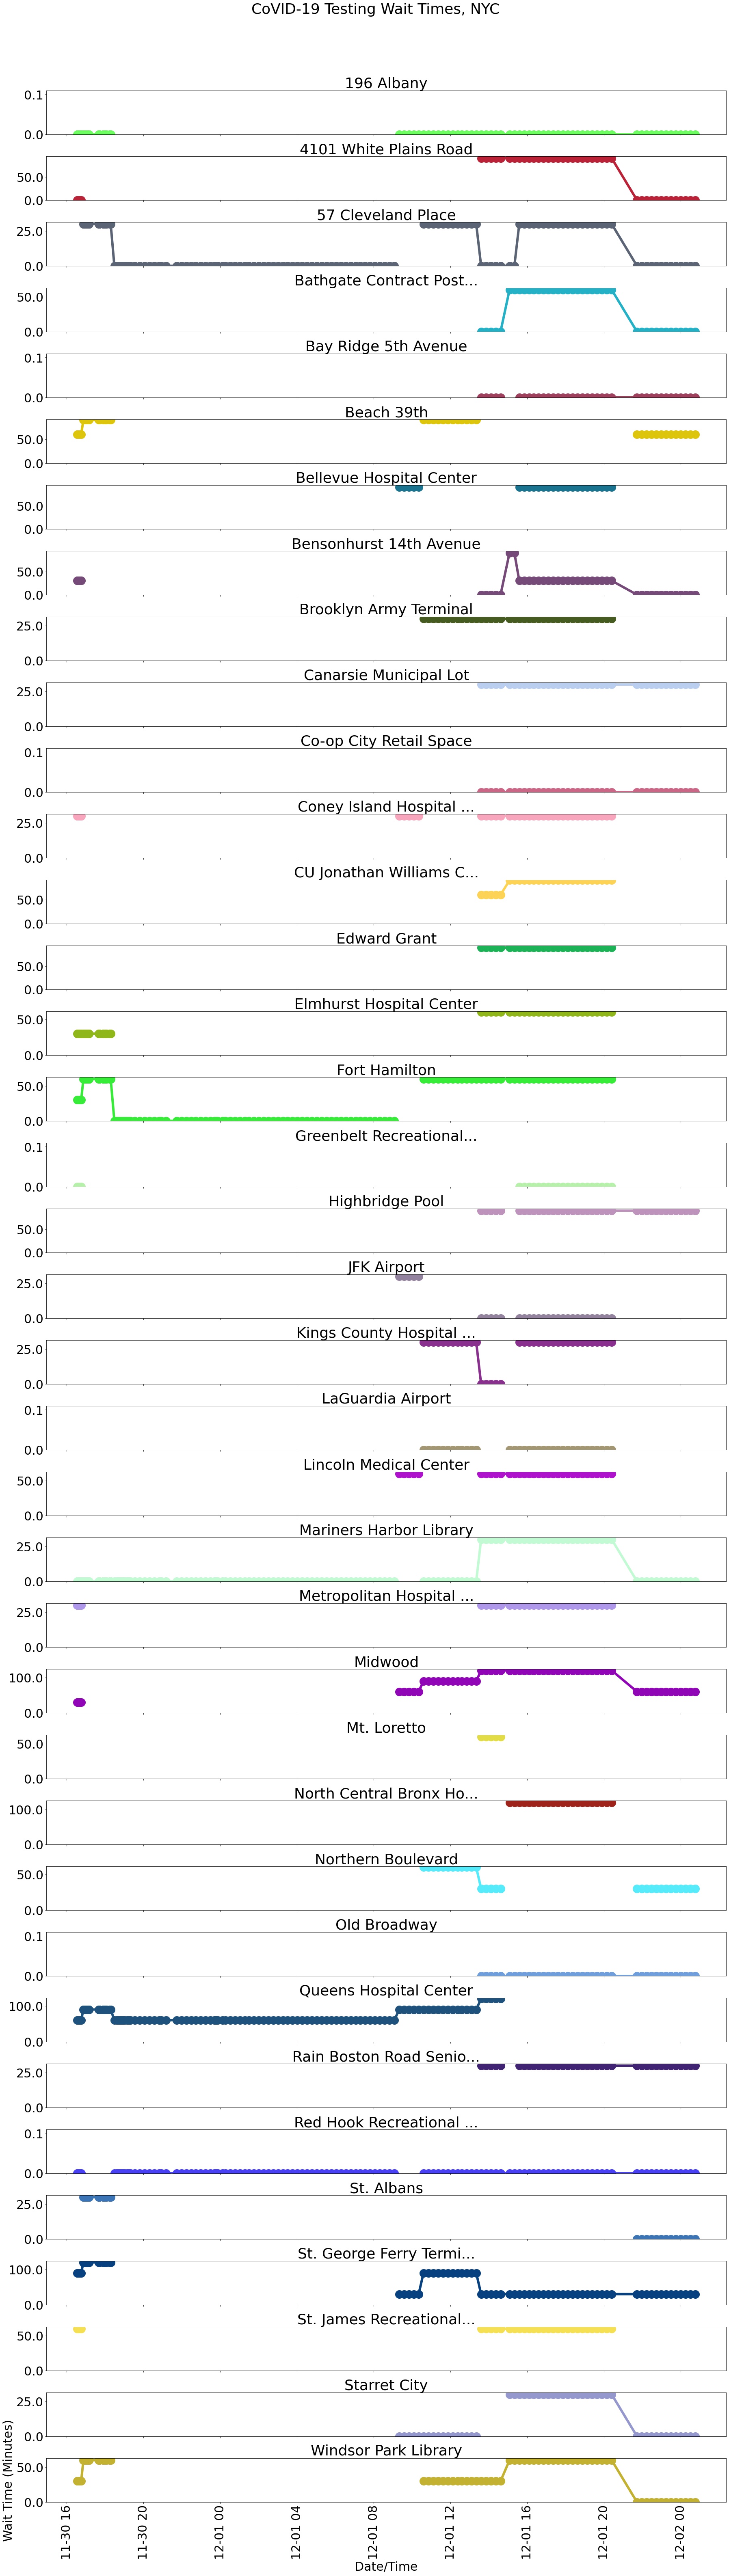 CoVID-19 Testing Wait Times, NYC
196 Albany
0.1
0.0
4101 White Plains Road
50.0
0.0
57 Cleveland Place
25.0
0.0
Bathgate Contract Post...
50.0
0.0
Bay Ridge 5th Avenue
0.1
0.0
Beach 39th
50.0
0.0
Bellevue Hospital Center
50.0
0.0
Bensonhurst 14th Avenue
50.0
0.0
Brooklyn Army Terminal
25.0
0.0
Canarsie Municipal Lot
25.0
0.0
Co-op City Retail Space
0.1
0.0
Coney Island Hospital ...
25.0
0.0
CU Jonathan Williams C...
50.0
0.0
Edward Grant
50.0
0.0
Elmhurst Hospital Center
50.0
0.0
Fort Hamilton
50.0
0.0
Greenbelt Recreational...
0.1
0.0
Highbridge Pool
50.0
0.0
JFK Airport
25.0
0.0
Kings County Hospital ...
25.0
0.0
LaGuardia Airport
0.1
0.0
Lincoln Medical Center
50.0
0.0
Mariners Harbor Library
25.0
0.0
Metropolitan Hospital ...
25.0
0.0
Midwood
100.0
0.0
Mt. Loretto
50.0
0.0
North Central Bronx Ho...
100.0
0.0
Northern Boulevard
50.0
0.0
Old Broadway
0.1
0.0
Queens Hospital Center
100.0
0.0
Rain Boston Road Senio...
25.0
0.0
Red Hook Recreational ...
0.1
0.0
St. Albans
25.0
0.0
St. George Ferry Termi...
100.0
0.0
St. James Recreational...
50.0
0.0
Starret City
25.0
0.0
Windsor Park Library
50.0
0.0
Wait Time (Minutes)
11-30 16
11-30 20
12-01 00
12-01 04
12-01 08
12-01 12
12-01 16
12-01 20
12-02 00
Date/Time